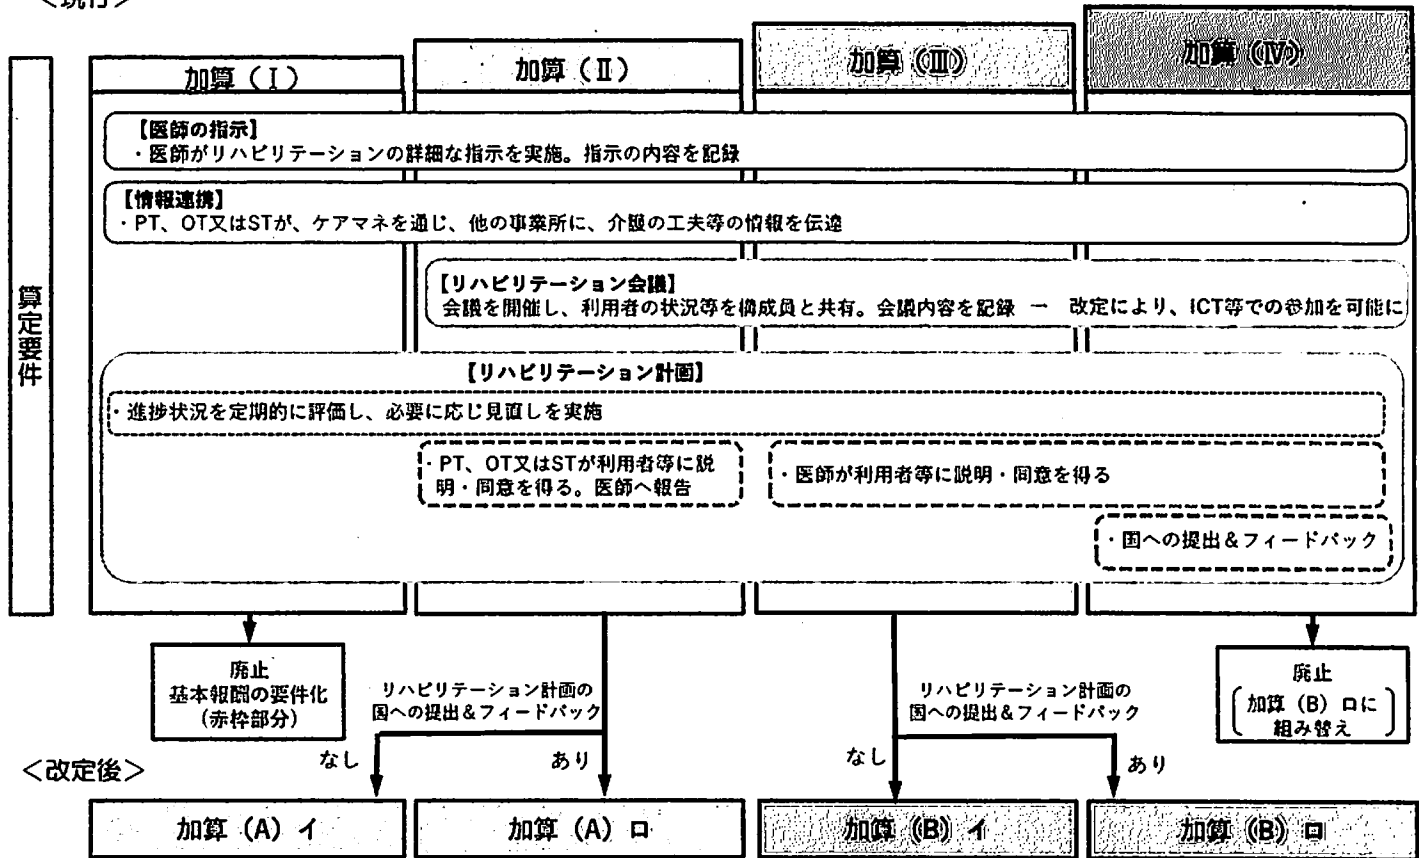 <現行>
加算（Ⅰ）
加算（Ⅱ）
加算（Ⅲ）
加算（Ⅳ）
算定要件
【医師の指示】
・医師がリハビリテーションの詳細な指示を実施。指示の内容を記録
【情報連携】
・PT、OT又はSTが、ケアマネを通じ、他の事業所に、介護の工夫等の情報を伝達
【リハビリテーション会議】
会議を開催し、利用者の状況等を構成員と共有。会議内容を記録 → 改定により、ICT等での参加を可能に
【リハビリテーション計画】
・進捗状況を定期的に評価し、必要に応じ見直しを実施
・PT、OT又はSTが利用者等に説
明・同意を得る。医師へ報告
・医師が利用者等に説明・同意を得る
・国への提出＆フィードバック
廃止
基本報酬の要件化
（赤枠部分）
リハビリテーション計画の
国への提出＆フィードバック
リハビリテーション計画の
国への提出＆フィードバック
廃止
加算（B）ロに
組み替え
なし
あり
なし
あり
＜改定後＞
加算（A）イ
加算（A）ロ
加算（B）イ
加算（B）ロ